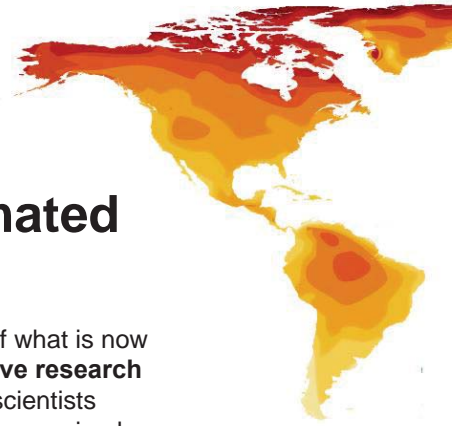 nated
f what is now
ve research
scientists